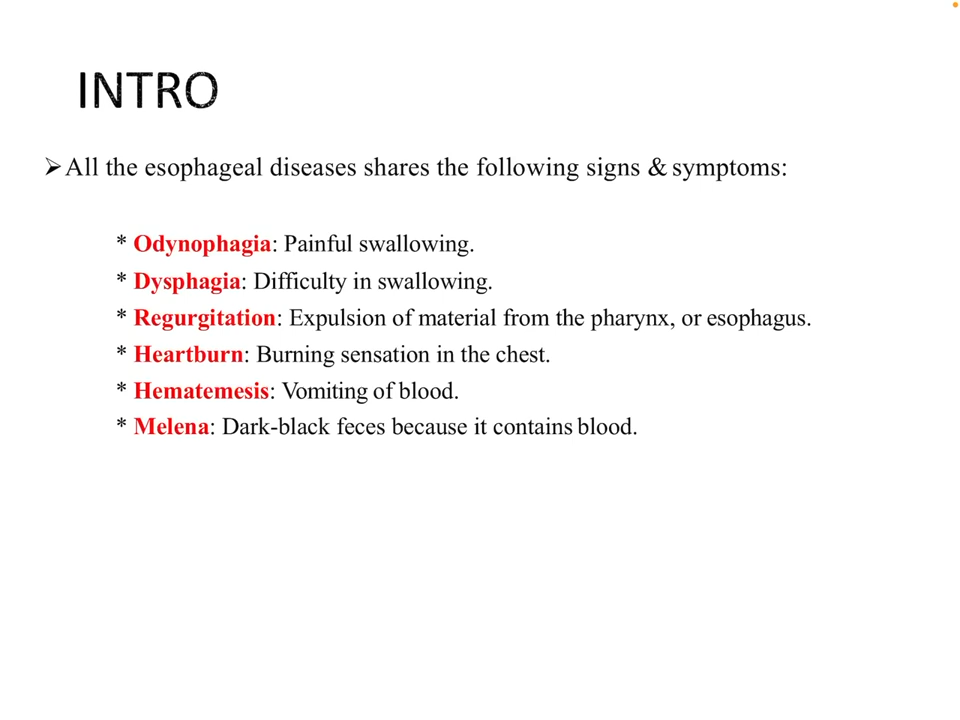 INTRO
➢All the esophageal diseases shares the following signs & symptoms:
* Odynophagia: Painful swallowing.
* Dysphagia: Difficulty in swallowing.
* Regurgitation: Expulsion of material from the pharynx, or esophagus.
* Heartburn: Burning sensation in the chest.
* Hematemesis: Vomiting of blood.
* Melena: Dark-black feces because it contains blood.